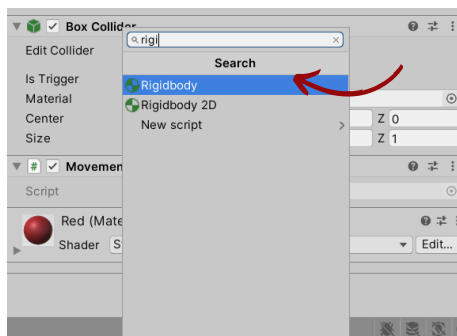 Box Collider
rigi
Edit Collider
Search
Is Trigger
Rigidbody
Material
Rigidbody 2D
Center
New script
Z 0
Size
Z 1
# Movemen
Script
Red (Mate
Shader S
Edit...